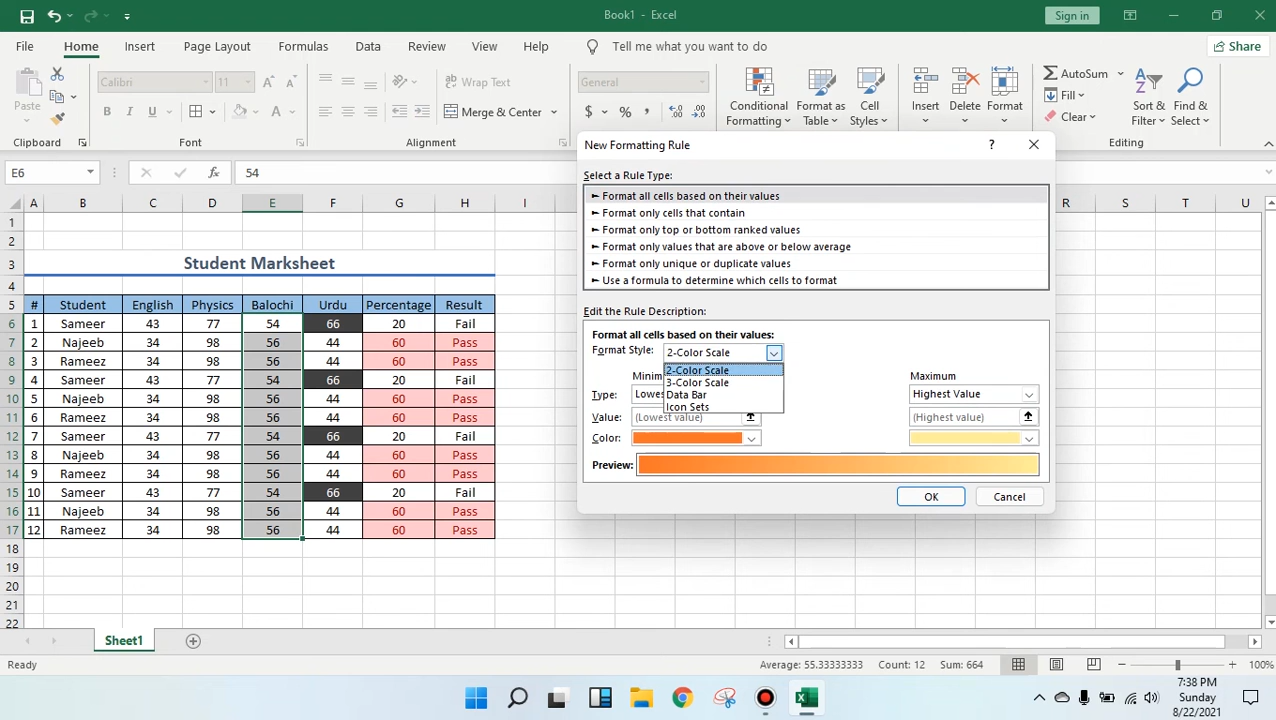 Book1 - Excel
Sign in
File Home Insert Page Layout Formulas Data Review View Help Tell me what you want to do Share
Paste
Calibri 11
B I U
Wrap Text
Merge & Center
General
$ % ,
Conditional Formatting
Format as Table
Cell Styles
Insert
Delete
Format
AutoSum
Fill
Clear
Sort & Filter
Find & Select
Clipboard Font Alignment Editing
E6 fx 54
A B C D E F G H I R S T U
1
2
3 Student Marksheet
4
5 # Student English Physics Balochi Urdu Percentage Result
6 1 Sameer 43 77 54 66 20 Fail
7 2 Najeeb 34 98 56 44 60 Pass
8 3 Rameez 34 98 56 44 60 Pass
9 4 Sameer 43 77 54 66 20 Fail
10 5 Najeeb 34 98 56 44 60 Pass
11 6 Rameez 34 98 56 44 60 Pass
12 7 Sameer 43 77 54 66 20 Fail
13 8 Najeeb 34 98 56 44 60 Pass
14 9 Rameez 34 98 56 44 60 Pass
15 10 Sameer 43 77 54 66 20 Fail
16 11 Najeeb 34 98 56 44 60 Pass
17 12 Rameez 34 98 56 44 60 Pass
18
19
20
21
22
New Formatting Rule ?
Select a Rule Type:
► Format all cells based on their values
► Format only cells that contain
► Format only top or bottom ranked values
► Format only values that are above or below average
► Format only unique or duplicate values
► Use a formula to determine which cells to format
Edit the Rule Description:
Format all cells based on their values:
Format Style: 2-Color Scale
2-Color Scale
3-Color Scale
Data Bar
Icon Sets
Maximum
Type: Highest Value
Value: (Lowest value) (Highest value)
Color:
Preview:
OK Cancel
Sheet1
Ready Average: 55.33333333 Count: 12 Sum: 664 100%
7:38 PM
Sunday
8/22/2021